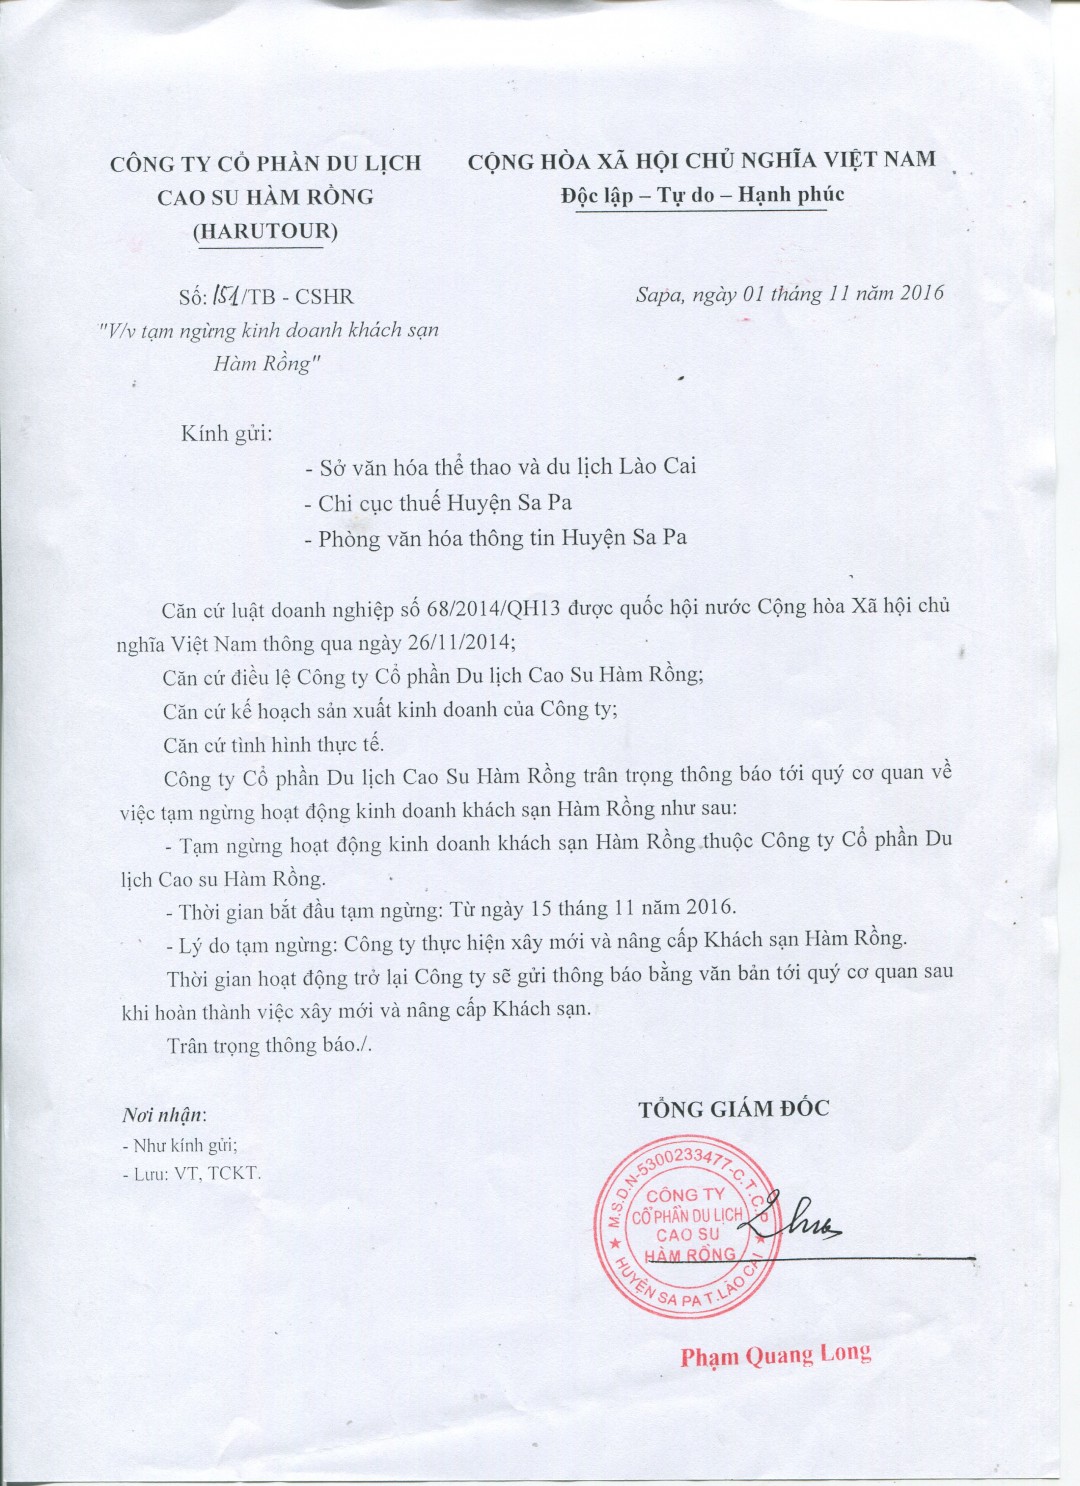 CÔNG TY CỔ PHẦN DU LỊCH
CAO SU HÀM RỒNG
(HARUTOUR)
CỘNG HÒA XÃ HỘI CHỦ NGHĨA VIỆT NAM
Độc lập – Tự do – Hạnh phúc
Số: 151/TB - CSHR
"V/v tạm ngừng kinh doanh khách sạn
Hàm Rồng"
Sapa, ngày 01 tháng 11 năm 2016
Kính gửi:
- Sở văn hóa thể thao và du lịch Lào Cai
- Chi cục thuế Huyện Sa Pa
- Phòng văn hóa thông tin Huyện Sa Pa
Căn cứ luật doanh nghiệp số 68/2014/QH13 được quốc hội nước Cộng hòa Xã hội chủ
nghĩa Việt Nam thông qua ngày 26/11/2014;
Căn cứ điều lệ Công ty Cổ phần Du lịch Cao Su Hàm Rồng;
Căn cứ kế hoạch sản xuất kinh doanh của Công ty;
Căn cứ tình hình thực tế.
Công ty Cổ phần Du lịch Cao Su Hàm Rồng trân trọng thông báo tới quý cơ quan về
việc tạm ngừng hoạt động kinh doanh khách sạn Hàm Rồng như sau:
- Tạm ngừng hoạt động kinh doanh khách sạn Hàm Rồng thuộc Công ty Cổ phần Du
lịch Cao su Hàm Rồng.
- Thời gian bắt đầu tạm ngừng: Từ ngày 15 tháng 11 năm 2016.
- Lý do tạm ngừng: Công ty thực hiện xây mới và nâng cấp Khách sạn Hàm Rồng.
Thời gian hoạt động trở lại Công ty sẽ gửi thông báo bằng văn bản tới quý cơ quan sau
khi hoàn thành việc xây mới và nâng cấp Khách sạn.
Trân trọng thông báo./.
Nơi nhận:
- Như kính gửi;
- Lưu: VT, TCKT.
TỔNG GIÁM ĐỐC
M.S.D.N-5300233477-C.T.C.P
CÔNG TY
CỔ PHẦN DU LỊCH
CAO SU
HÀM RỒNG
HUYỆN SA PA T.LÀO CAI
Phạm Quang Long